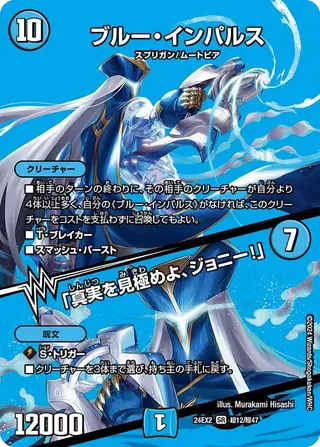 10
ブルー・インパルス
スプリガン/ムートピア
クリーチャー
■相手のターンの終わりに、その相手のクリーチャーが自分より
4体以上多く、自分の《ブルー・インパルス》がなければ、このクリ
ーチャーをコストを支払わずに召喚してもよい。
■T・ブレイカー
■スマッシュ・バースト
7
「真実を見極めよ、ジョニー!」
呪文
S・トリガー
■クリーチャーを3体まで選び、持ち主の手札に戻す。
©2024 Wizards/Shogakukan/WHC
illus. Murakami Hisashi
24EX2 SR 超12/超47
12000
1